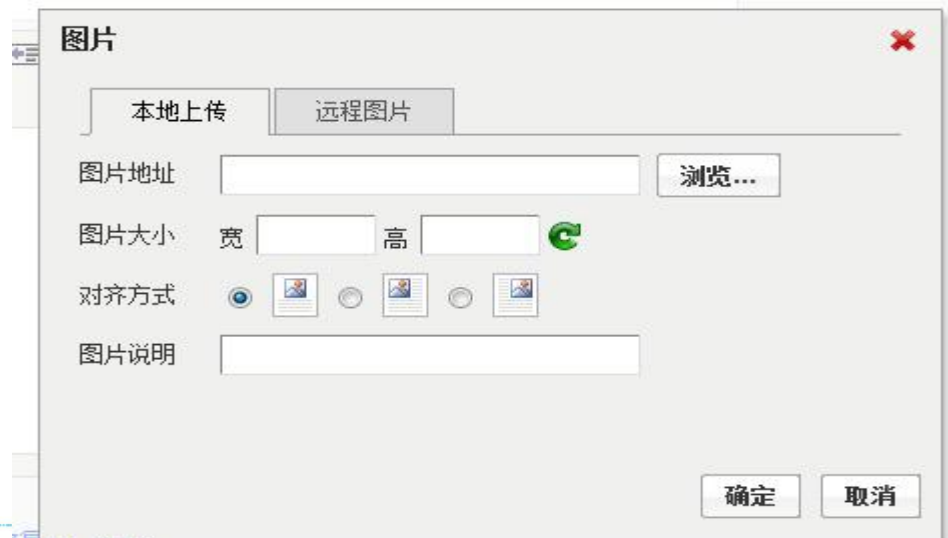 图片
本地上传 远程图片
图片地址 浏览...
图片大小 宽 高
对齐方式
图片说明
确定 取消